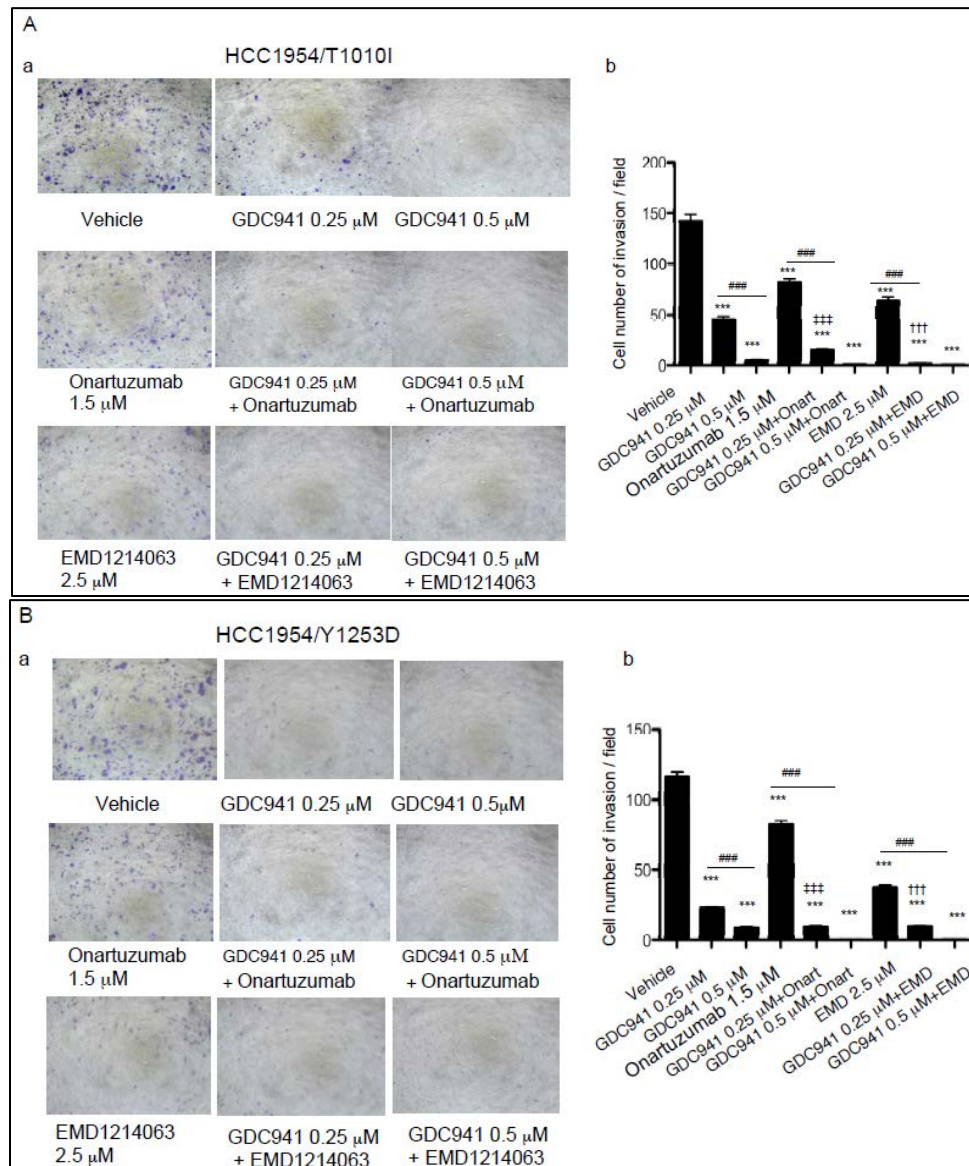 A
HCC1954/T1010I
a
Vehicle
GDC941 0.25 μM
GDC941 0.5 μM
Onartuzumab
1.5 μM
GDC941 0.25 μM
+ Onartuzumab
GDC941 0.5 μM
+ Onartuzumab
EMD1214063
2.5 μM
GDC941 0.25 μM
+ EMD1214063
GDC941 0.5 μM
+ EMD1214063
b
Cell number of invasion / field
200
150
100
50
0
***
###
***
***
###
‡‡‡
***
***
***
###
†††
***
***
Vehicle
GDC941 0.25 μM
GDC941 0.5 μM
Onartuzumab 1.5 μM
GDC941 0.25 μM+Onart
GDC941 0.5 μM+Onart
EMD 2.5 μM
GDC941 0.25 μM+EMD
GDC941 0.5 μM+EMD
B
HCC1954/Y1253D
a
Vehicle
GDC941 0.25 μM
GDC941 0.5μM
Onartuzumab
1.5 μM
GDC941 0.25 μM
+ Onartuzumab
GDC941 0.5 μM
+ Onartuzumab
EMD1214063
2.5 μM
GDC941 0.25 μM
+ EMD1214063
GDC941 0.5 μM
+ EMD1214063
b
Cell number of invasion / field
150
100
50
0
###
***
***
###
***
‡‡‡
***
***
###
***
†††
***
***
Vehicle
GDC941 0.25 μM
GDC941 0.5 μM
Onartuzumab 1.5 μM
GDC941 0.25 μM+Onart
GDC941 0.5 μM+Onart
EMD 2.5 μM
GDC941 0.25 μM+EMD
GDC941 0.5 μM+EMD